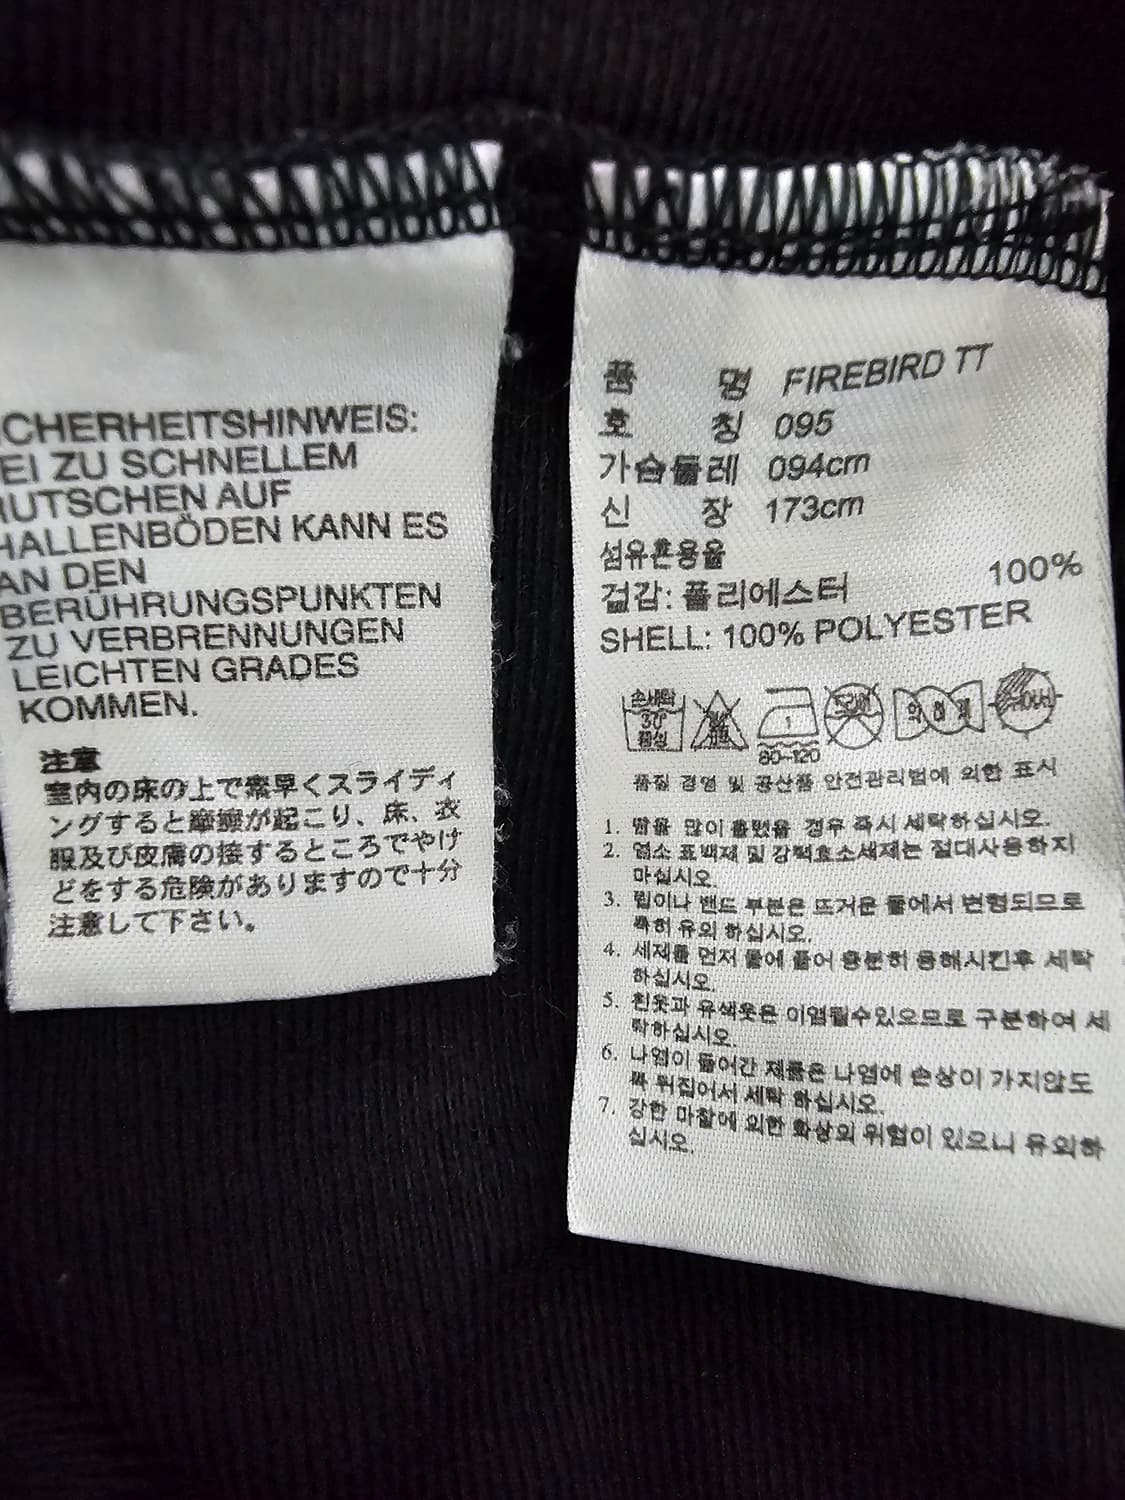 CHERHEITSHINWEIS:
EI ZU SCHNELLEM
RUTSCHEN AUF
HALLENBÖDEN KANN ES
AN DEN
BERÜHRUNGSPUNKTEN
ZU VERBRENNUNGEN
LEICHTEN GRADES
KOMMEN.
注意
室内の床の上で素早くスライディ
ングすると摩擦が起こり、床、衣
服及び皮膚の接するところでやけ
どをする危険がありますので十分
注意して下さい。
품 명 FIREBIRD TT
호 칭 095
가슴둘레 094cm
신 장 173cm
섬유혼용율
겉감: 폴리에스터 100%
SHELL: 100% POLYESTER
손세탁
30°
중성
80~120
품질 경영 및 공산품 안전관리법에 의한 표시
1. 땀을 많이 흘렸을 경우 즉시 세탁하십시오.
2. 염소 표백제 및 강력효소세제는 절대사용하지
마십시오.
3. 립이나 밴드 부분은 뜨거운 물에서 변형되므로
특히 유의 하십시오.
4. 세제를 먼저 물에 풀어 충분히 용해시킨후 세탁
하십시오.
5. 흰옷과 유색옷은 이염될수있으므로 구분하여 세
탁하십시오.
6. 나염이 들어간 제품은 나염에 손상이 가지않도
록 뒤집어서 세탁 하십시오.
7. 강한 마찰에 의한 화상의 위험이 있으니 유의하
십시오.